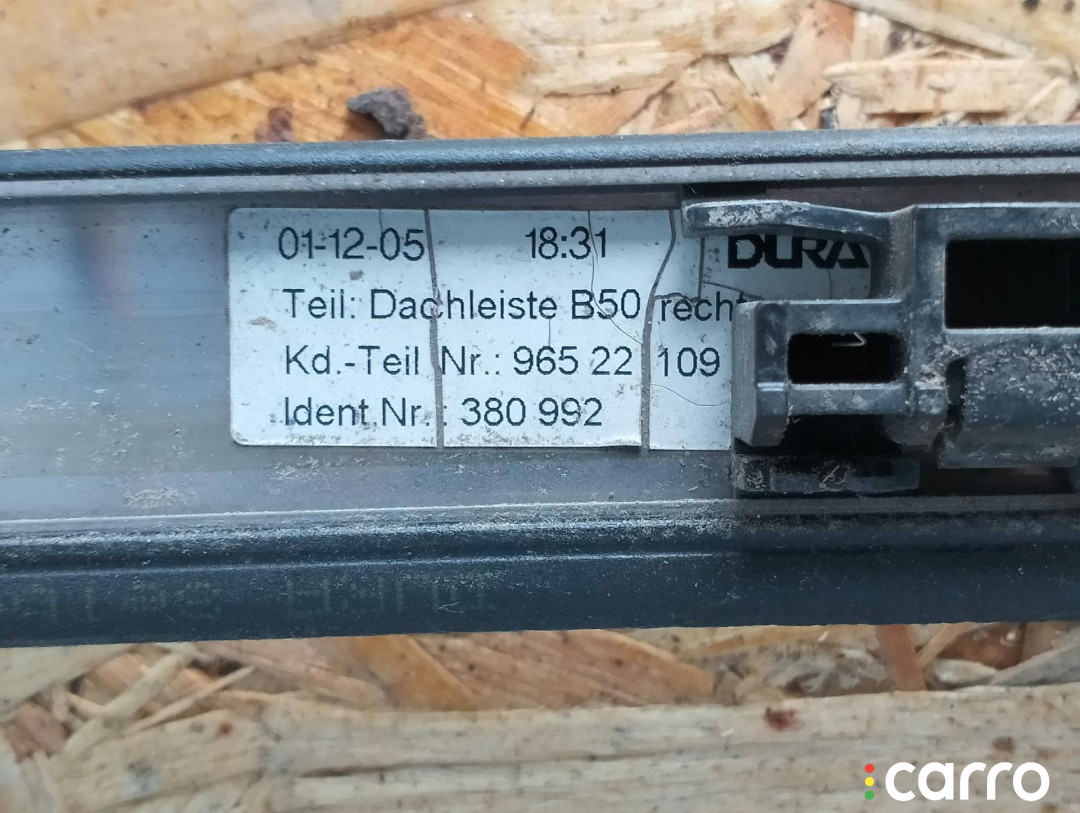 01-12-05 18:31 DURA
Teil: Dachleiste B50 recht
Kd.-Teil Nr.: 965 22 109
Ident.Nr.: 380 992
carro